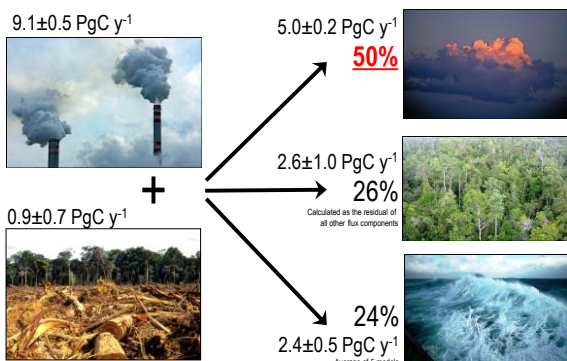 9.1±0.5 PgC y-1
+
0.9±0.7 PgC y-1
5.0±0.2 PgC y-1
50%
2.6±1.0 PgC y-1
26%
Calculated as the residual of
all other flux components
24%
2.4±0.5 PgC y-1